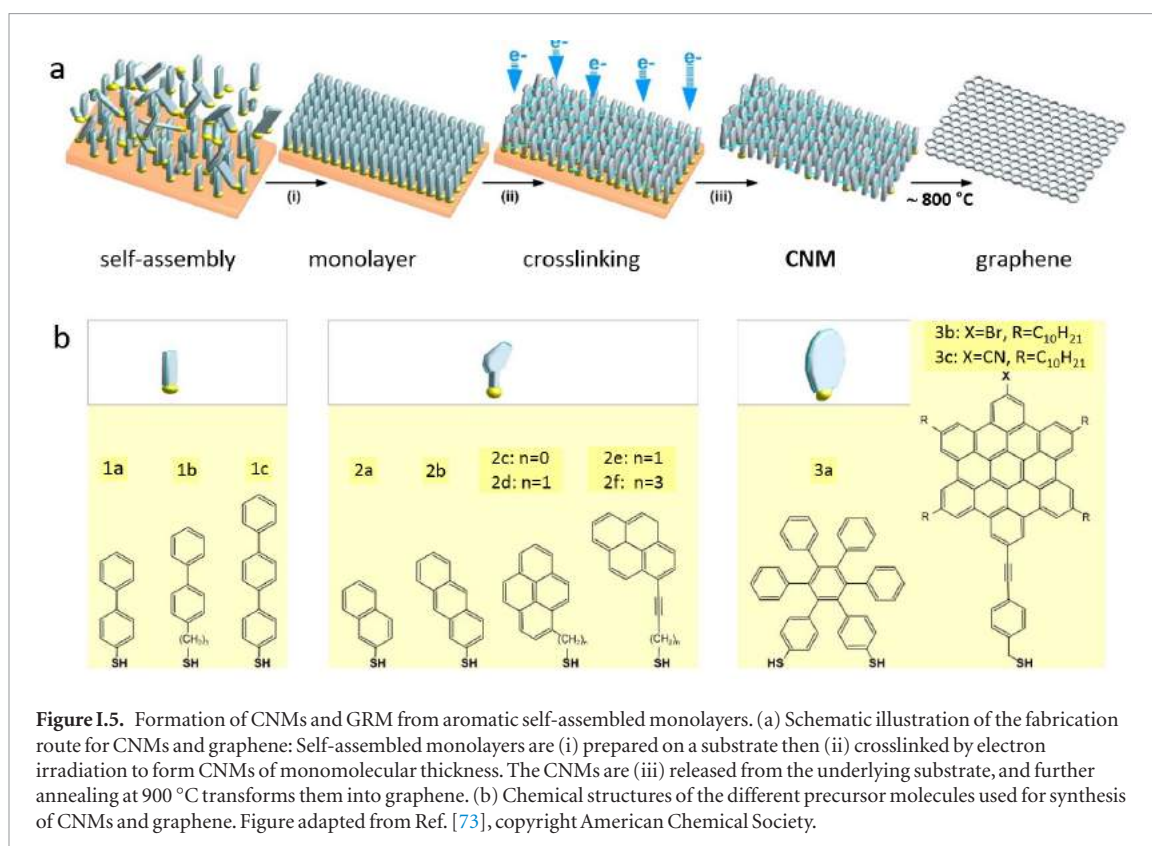 a
e- e- e- e- e-
(i) (ii) (iii) ~ 800 °C
self-assembly monolayer crosslinking CNM graphene
b
1a 1b 1c
(CH₂)ₙ
SH SH SH
2a 2b
2c: n=0
2d: n=1
2e: n=1
2f: n=3
(CH₂)ₙ (CH₂)ₙ
SH SH SH SH
3a
HS SH
3b: X=Br, R=C₁₀H₂₁
3c: X=CN, R=C₁₀H₂₁
X
R R
R R
SH
Figure I.5. Formation of CNMs and GRM from aromatic self-assembled monolayers. (a) Schematic illustration of the fabrication
route for CNMs and graphene: Self-assembled monolayers are (i) prepared on a substrate then (ii) crosslinked by electron
irradiation to form CNMs of monomolecular thickness. The CNMs are (iii) released from the underlying substrate, and further
annealing at 900 °C transforms them into graphene. (b) Chemical structures of the different precursor molecules used for synthesis
of CNMs and graphene. Figure adapted from Ref. [73], copyright American Chemical Society.